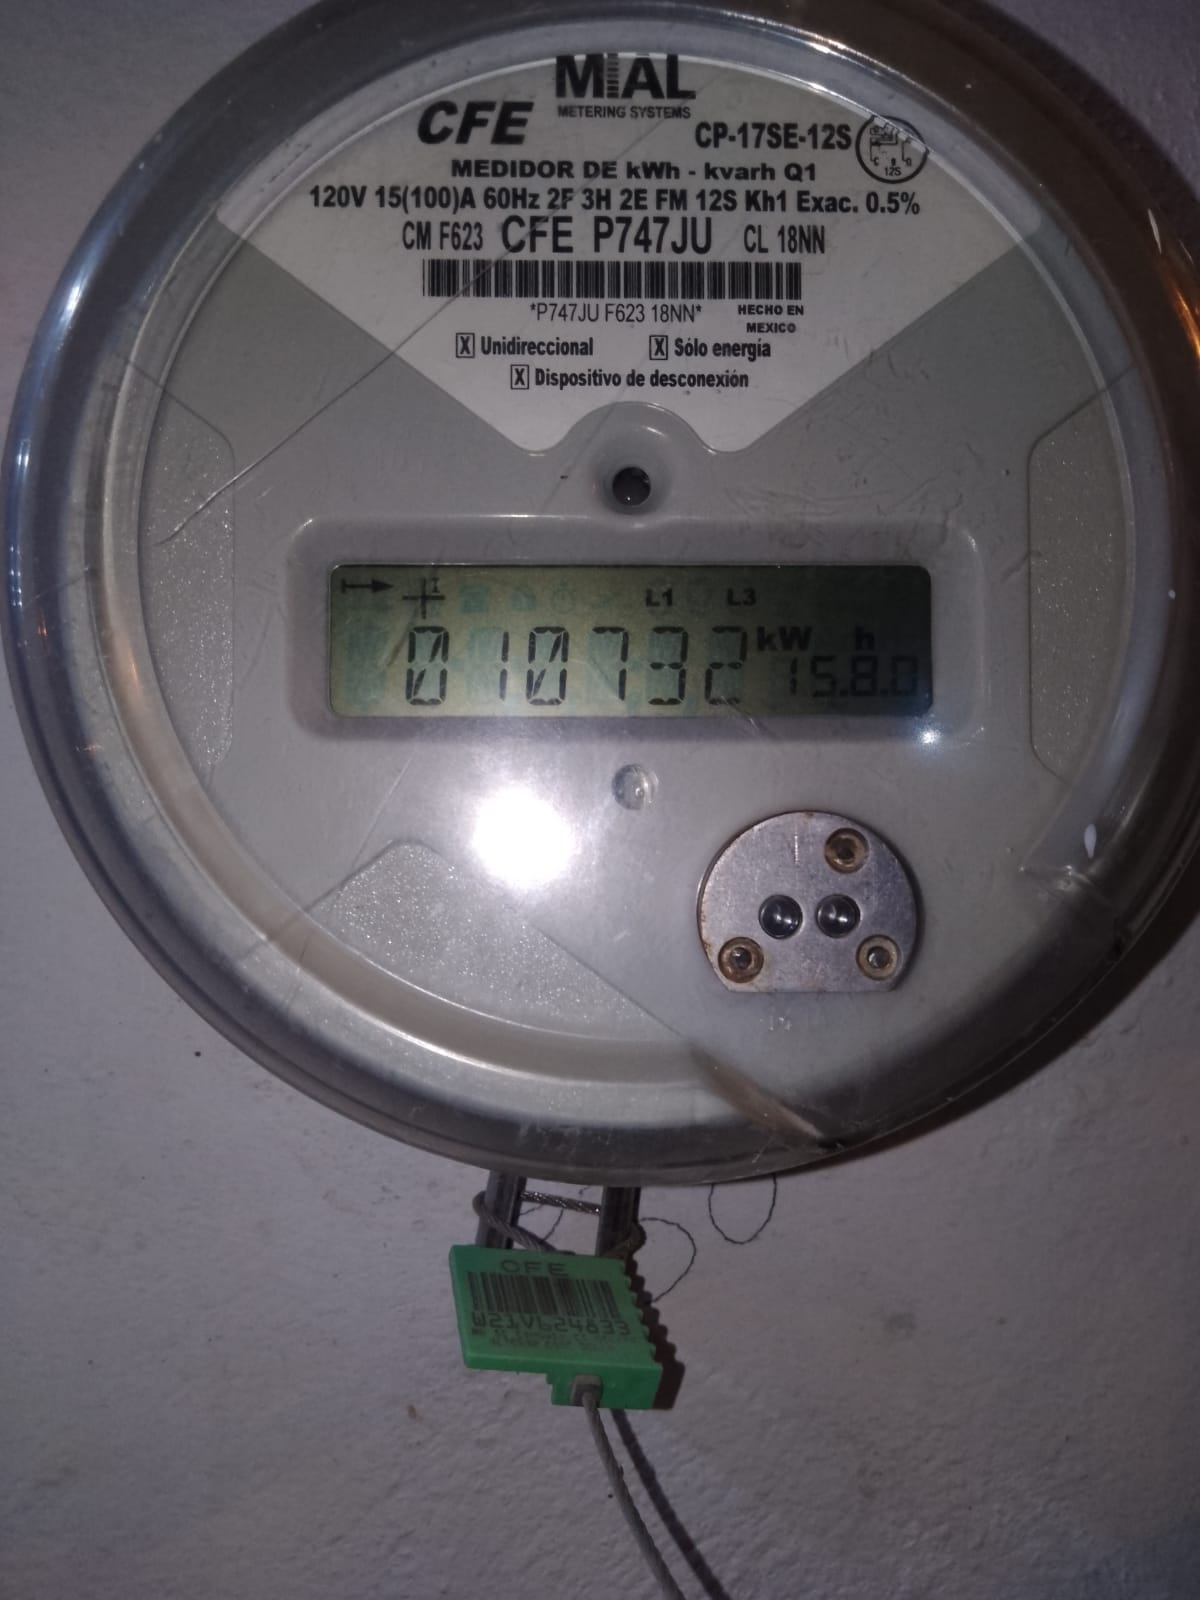 MIAL
METERING SYSTEMS
CFE
CP-17SE-12S
12S
MEDIDOR DE kWh - kvarh Q1
120V 15(100)A 60Hz 2F 3H 2E FM 12S Kh1 Exac. 0.5%
CM F623 CFE P747JU CL 18NN
*P747JU F623 18NN*
HECHO EN
MEXICO
X Unidireccional X Sólo energía
X Dispositivo de desconexión
L1 L3
010732 kW h 15.8.0
CFE